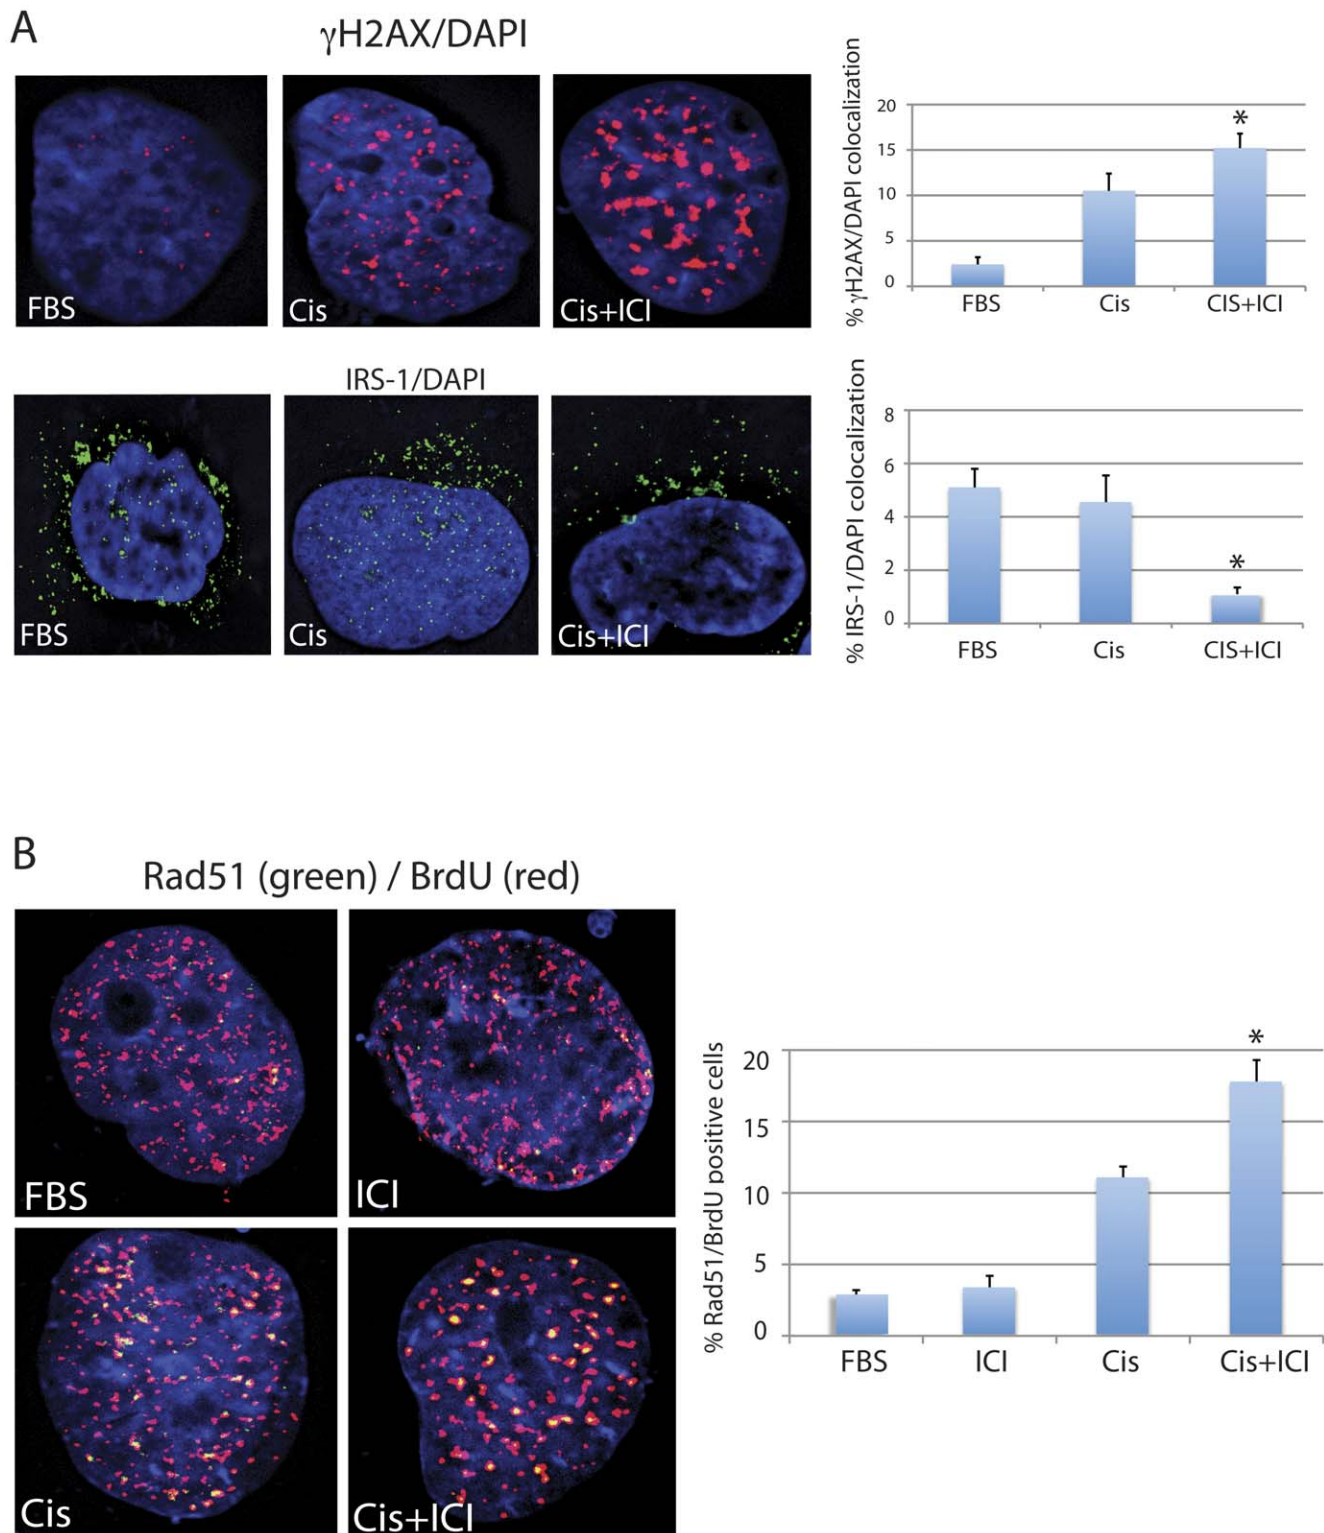 A
γH2AX/DAPI
FBS
Cis
Cis+ICI
% γH2AX/DAPI colocalization
20
15
10
5
0
*
FBS
Cis
CIS+ICI
IRS-1/DAPI
FBS
Cis
Cis+ICI
% IRS-1/DAPI colocalization
8
6
4
2
0
*
FBS
Cis
CIS+ICI
B
Rad51 (green) / BrdU (red)
FBS
ICI
Cis
Cis+ICI
% Rad51/BrdU positive cells
20
15
10
5
0
*
FBS
ICI
Cis
Cis+ICI